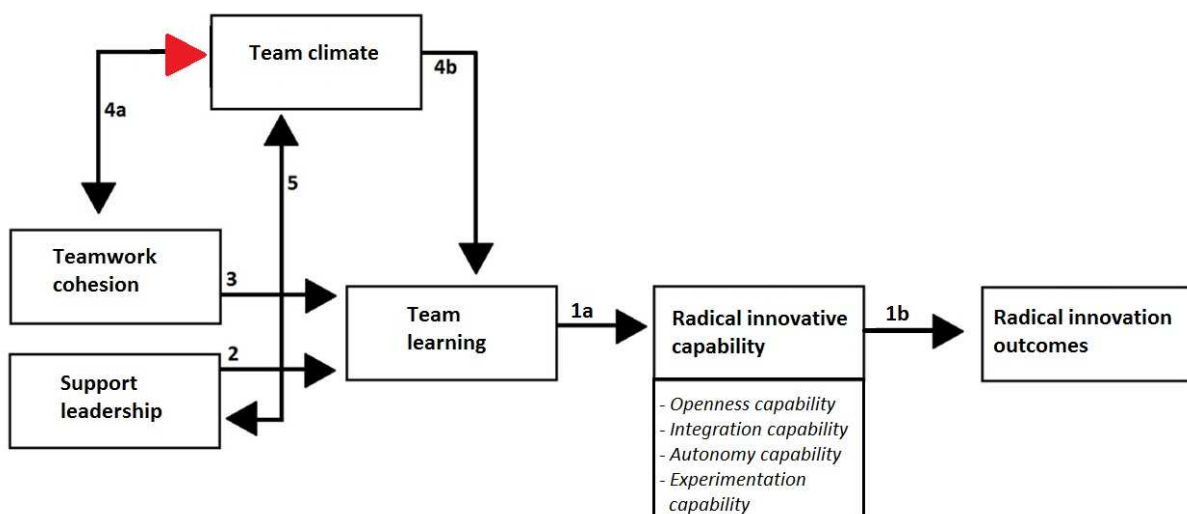 Team climate
4b
4a
5
Teamwork
cohesion
3
Team
learning
1a
Radical innovative
capability
1b
Radical innovation
outcomes
2
Support
leadership
- Openness capability
- Integration capability
- Autonomy capability
- Experimentation
capability